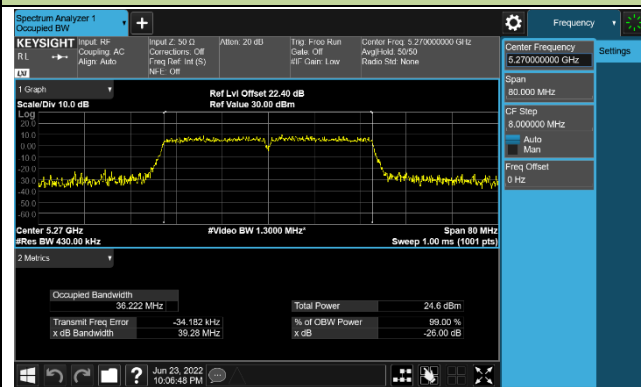 Spectrum Analyzer 1
Occupied BW
+
Frequency
KEYSIGHT
RL
LXI
Input: RF
Coupling: AC
Align: Auto
Input Z: 50 Ω
Corrections: Off
Freq Ref: Int (S)
NFE: Off
Atten: 20 dB
Trig: Free Run
Gate: Off
#IF Gain: Low
Center Freq: 5.270000000 GHz
Avg|Hold: 50/50
Radio Std: None
Center Frequency
5.270000000 GHz
Settings
Span
80.000 MHz
CF Step
8.000000 MHz
Auto
Man
Freq Offset
0 Hz
1 Graph
Scale/Div 10.0 dB
Ref Lvl Offset 22.40 dB
Ref Value 30.00 dBm
Log
20.0
10.0
0.00
-10.0
-20.0
-30.0
-40.0
-50.0
-60.0
Center 5.27 GHz
#Res BW 430.00 kHz
#Video BW 1.3000 MHz*
Span 80 MHz
Sweep 1.00 ms (1001 pts)
2 Metrics
Occupied Bandwidth
36.222 MHz
Total Power 24.6 dBm
Transmit Freq Error -34.182 kHz
% of OBW Power 99.00 %
x dB Bandwidth 39.28 MHz
x dB -26.00 dB
?
Jun 23, 2022
10:06:48 PM